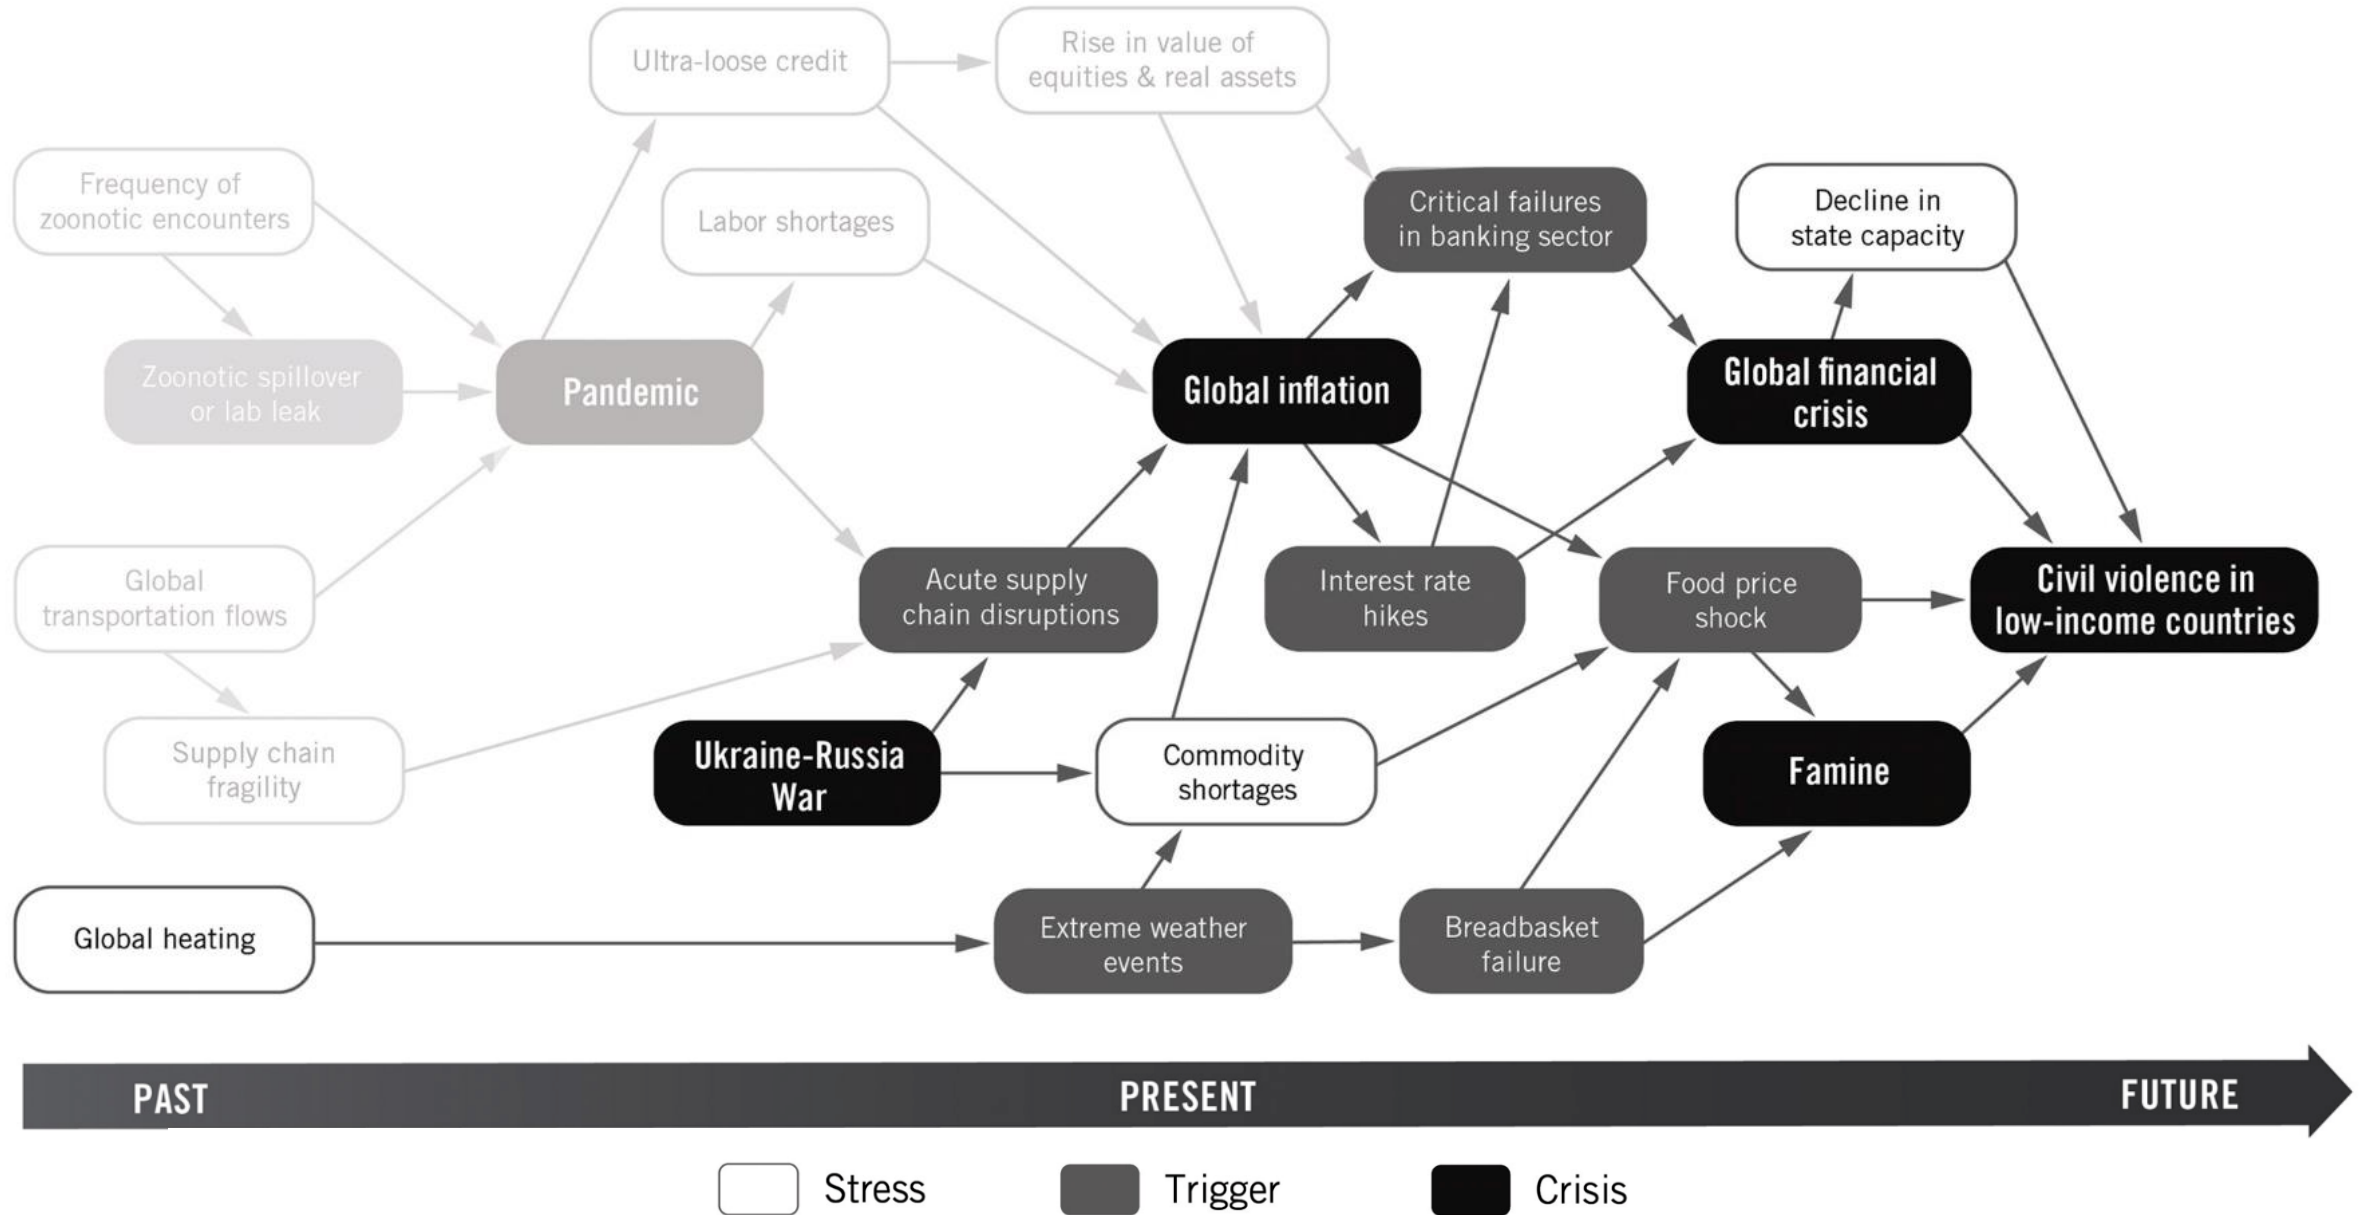 Ultra-loose credit
Rise in value of
equities & real assets
Frequency of
zoonotic encounters
Labor shortages
Critical failures
in banking sector
Decline in
state capacity
Zoonotic spillover
or lab leak
Pandemic
Global inflation
Global financial
crisis
Global
transportation flows
Acute supply
chain disruptions
Interest rate
hikes
Food price
shock
Civil violence in
low-income countries
Supply chain
fragility
Ukraine-Russia
War
Commodity
shortages
Famine
Global heating
Extreme weather
events
Breadbasket
failure
PAST
PRESENT
FUTURE
Stress
Trigger
Crisis